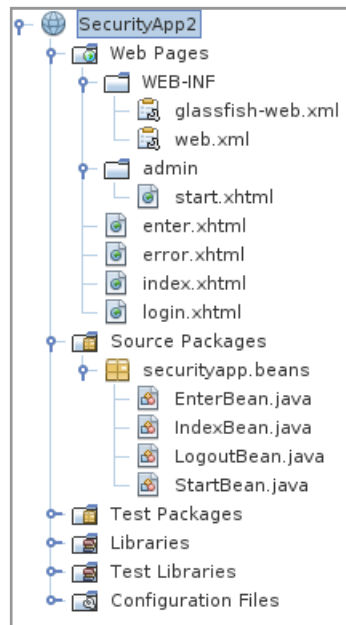 SecurityApp2
Web Pages
WEB-INF
glassfish-web.xml
web.xml
admin
start.xhtml
enter.xhtml
error.xhtml
index.xhtml
login.xhtml
Source Packages
securityapp.beans
EnterBean.java
IndexBean.java
LogoutBean.java
StartBean.java
Test Packages
Libraries
Test Libraries
Configuration Files